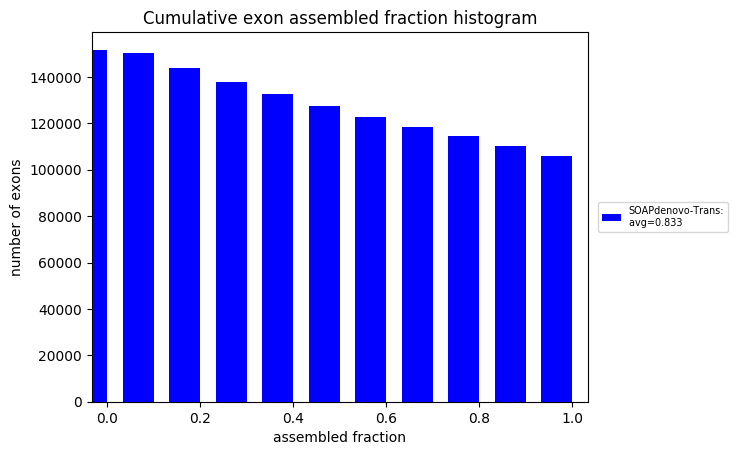 Cumulative exon assembled fraction histogram
number of exons
140000
120000
100000
80000
60000
40000
20000
0
0.0 0.2 0.4 0.6 0.8 1.0
assembled fraction
SOAPdenovo-Trans:
avg=0.833